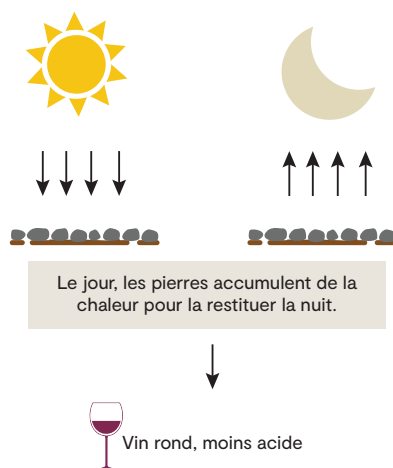 Le jour, les pierres accumulent de la
chaleur pour la restituer la nuit.
Vin rond, moins acide